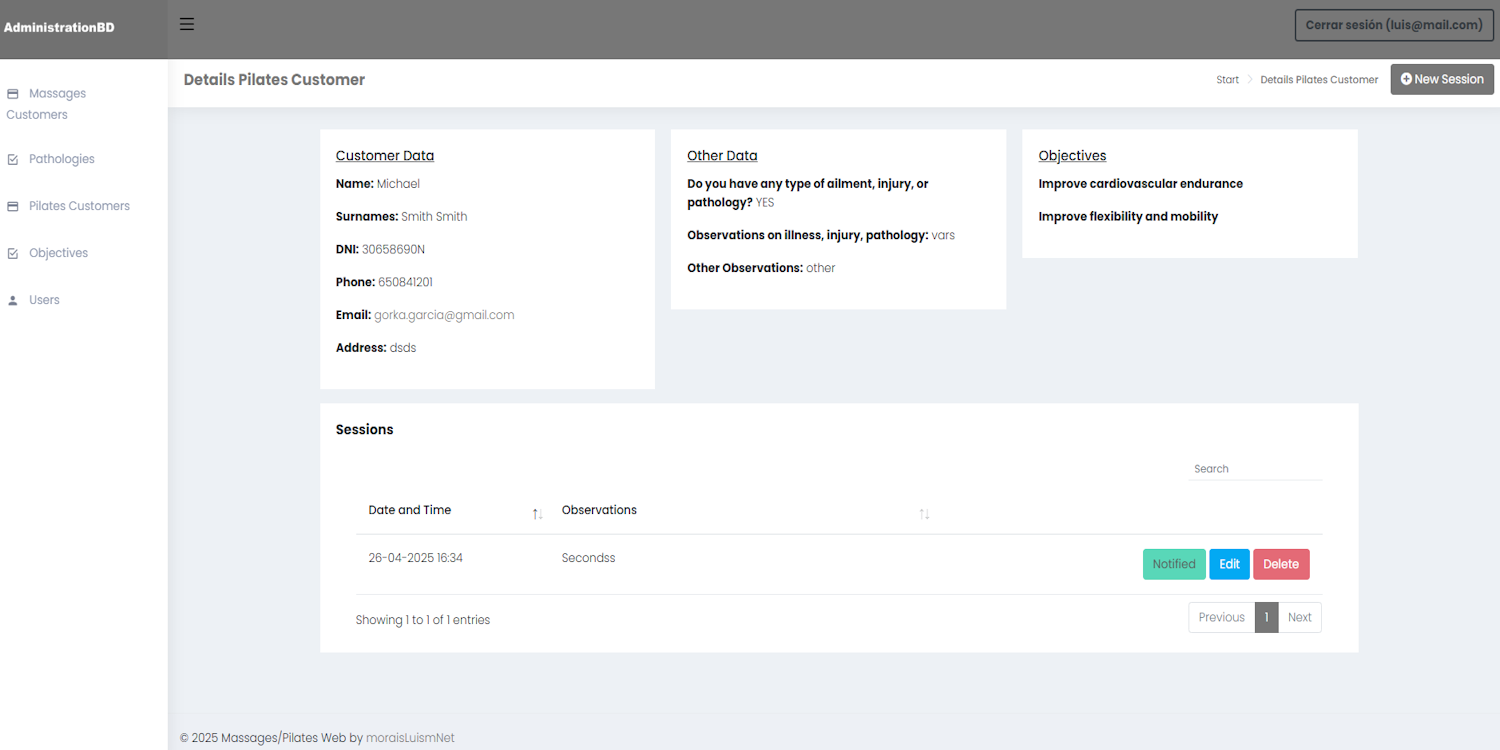 AdministrationBD
Cerrar sesión (luis@mail.com)
Massages
Customers
Pathologies
Pilates Customers
Objectives
Users
Details Pilates Customer
Start
Details Pilates Customer
New Session
Customer Data
Name: Michael
Surnames: Smith Smith
DNI: 30658690N
Phone: 650841201
Email: gorka.garcia@gmail.com
Address: dsds
Other Data
Do you have any type of ailment, injury, or
pathology? YES
Observations on illness, injury, pathology: vars
Other Observations: other
Objectives
Improve cardiovascular endurance
Improve flexibility and mobility
Sessions
Search
Date and Time Observations
26-04-2025 16:34 Secondss Notified Edit Delete
Showing 1 to 1 of 1 entries
Previous 1 Next
© 2025 Massages/Pilates Web by moraisLuismNet